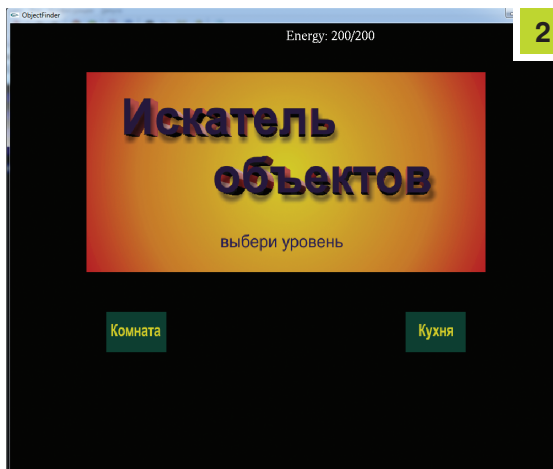 ObjectFinder
2
Energy: 200/200
Искатель
объектов
выбери уровень
Комната
Кухня